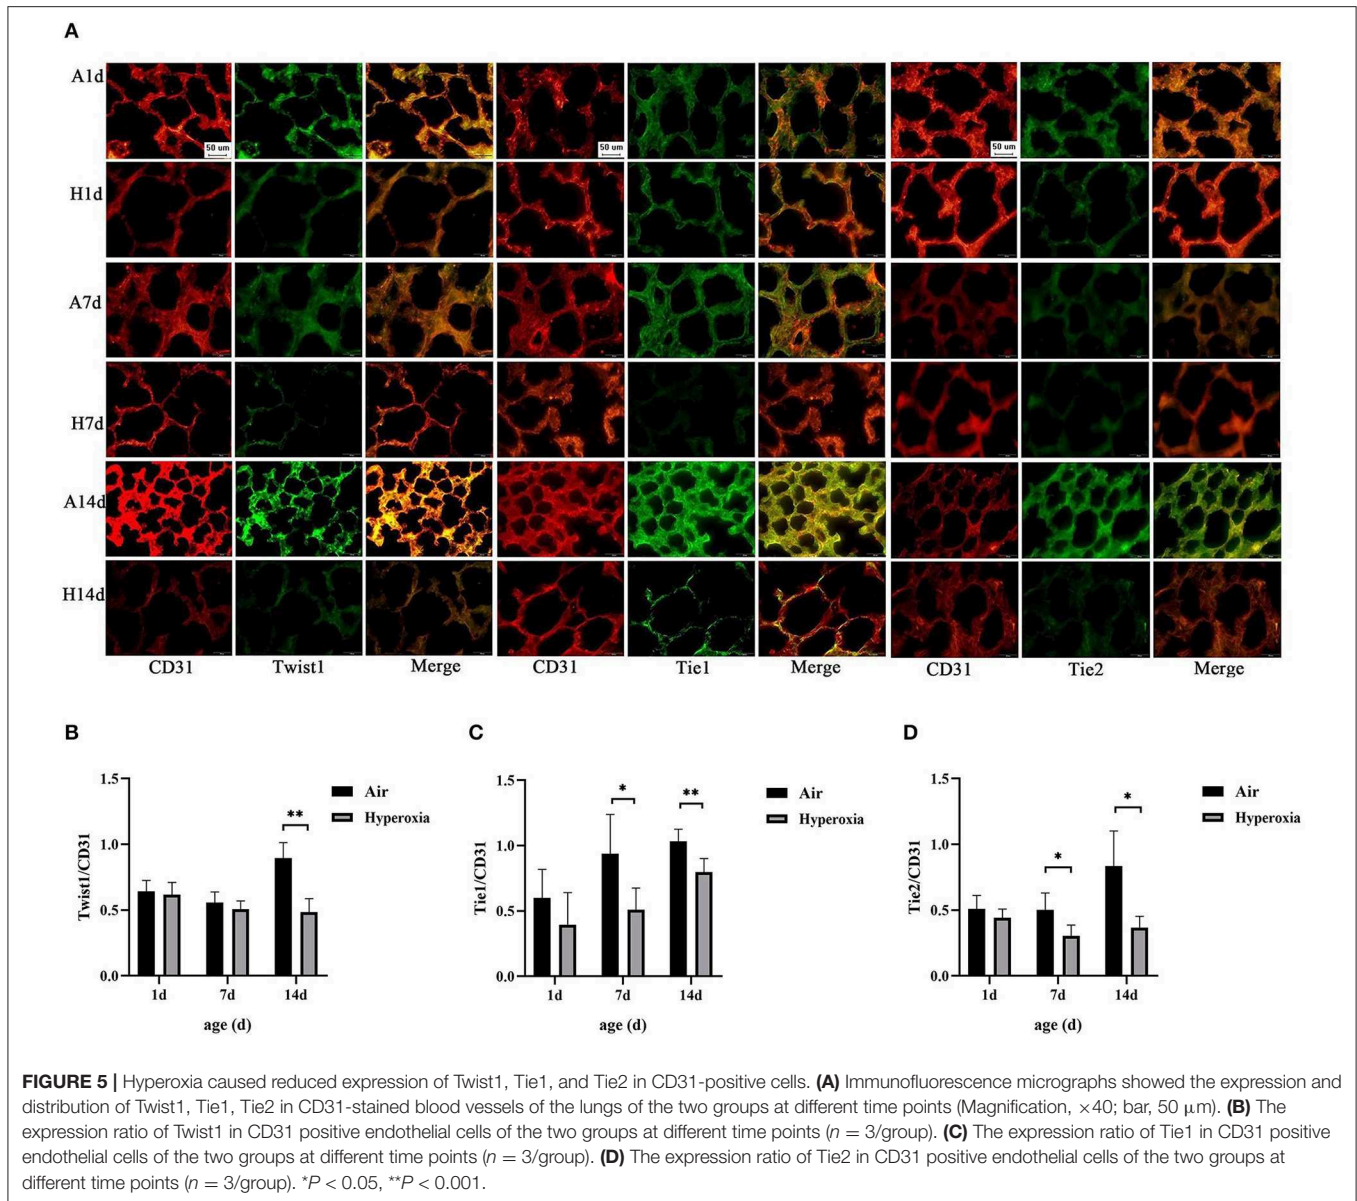 A
A1d
50 um
50 um
50 um
H1d
A7d
H7d
A14d
H14d
CD31 Twist1 Merge CD31 Tie1 Merge CD31 Tie2 Merge
B
Twist1/CD31
1.5
1.0
0.5
0.0
**
Air
Hyperoxia
1d 7d 14d
age (d)
C
Tie1/CD31
1.5
1.0
0.5
0.0
*
**
Air
Hyperoxia
1d 7d 14d
age (d)
D
Tie2/CD31
1.5
1.0
0.5
0.0
*
*
Air
Hyperoxia
1d 7d 14d
age (d)
FIGURE 5 | Hyperoxia caused reduced expression of Twist1, Tie1, and Tie2 in CD31-positive cells. (A) Immunofluorescence micrographs showed the expression and
distribution of Twist1, Tie1, Tie2 in CD31-stained blood vessels of the lungs of the two groups at different time points (Magnification, ×40; bar, 50 μm). (B) The
expression ratio of Twist1 in CD31 positive endothelial cells of the two groups at different time points (n = 3/group). (C) The expression ratio of Tie1 in CD31 positive
endothelial cells of the two groups at different time points (n = 3/group). (D) The expression ratio of Tie2 in CD31 positive endothelial cells of the two groups at
different time points (n = 3/group). *P < 0.05, **P < 0.001.